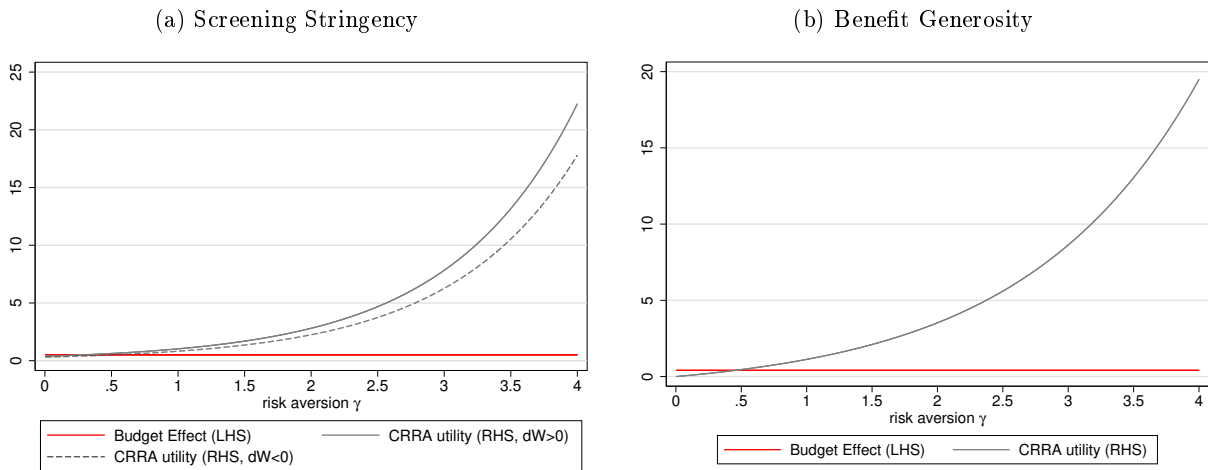 (a) Screening Stringency
25
20
15
10
5
0
0 .5 1 1.5 2 2.5 3 3.5 4
risk aversion γ
Budget Effect (LHS) CRRA utility (RHS, dW>0)
CRRA utility (RHS, dW<0)
(b) Benefit Generosity
20
15
10
5
0
0 .5 1 1.5 2 2.5 3 3.5 4
risk aversion γ
Budget Effect (LHS) CRRA utility (RHS)